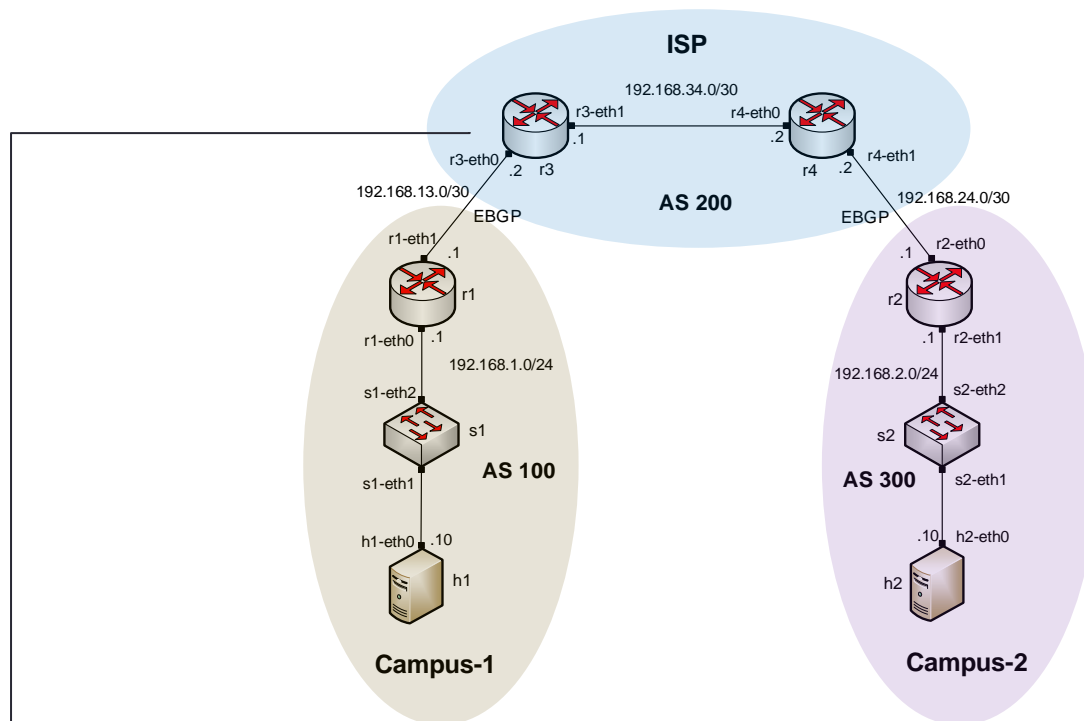 ISP
192.168.34.0/30
r3-eth1
r4-eth0
.1
.2
r3-eth0
.2
r3
r4
.2
r4-eth1
192.168.13.0/30
AS 200
192.168.24.0/30
EBGP
EBGP
r1-eth1
.1
.1
r2-eth0
r1
r2
r1-eth0
.1
.1
r2-eth1
192.168.1.0/24
192.168.2.0/24
s1-eth2
s2-eth2
s1
s2
AS 100
AS 300
s1-eth1
s2-eth1
h1-eth0
.10
.10
h2-eth0
h1
h2
Campus-1
Campus-2